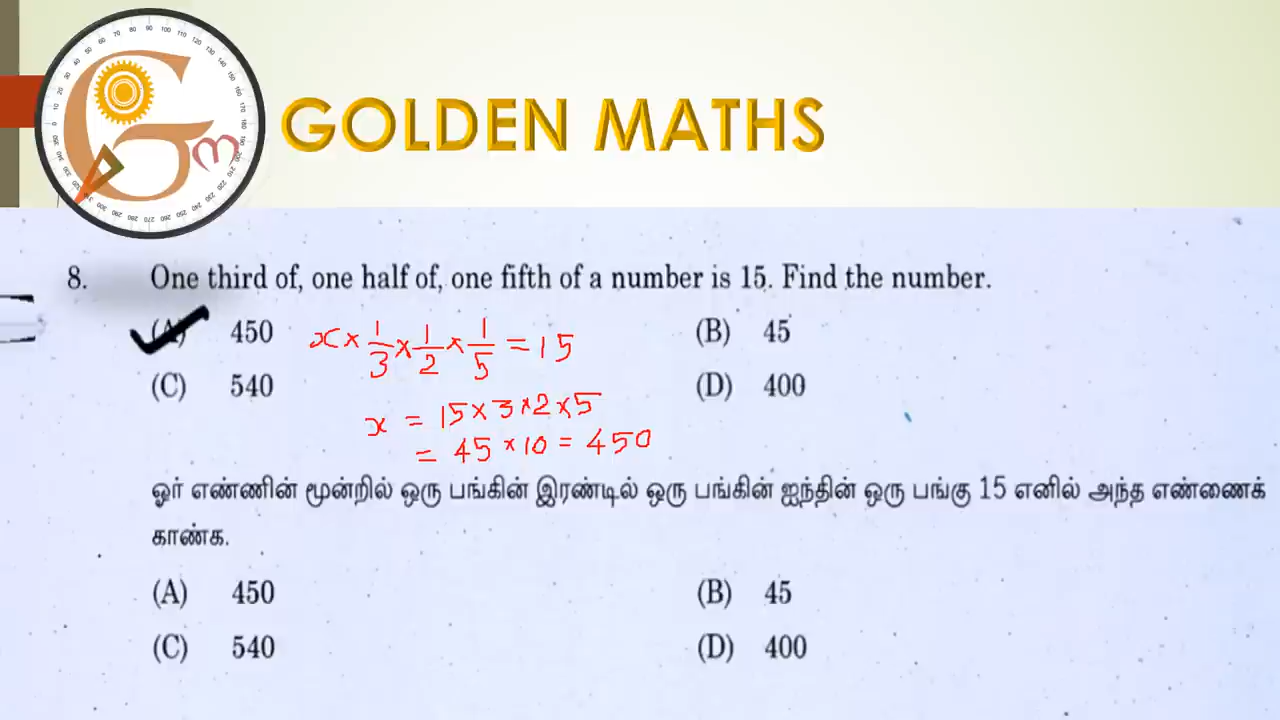 GOLDEN MATHS
Gm
8. One third of, one half of, one fifth of a number is 15. Find the number.
(A) 450 (B) 45
x × 1/3 × 1/2 × 1/5 = 15
(C) 540 (D) 400
x = 15 × 3 × 2 × 5
= 45 × 10 = 450
ஓர் எண்ணின் மூன்றில் ஒரு பங்கின் இரண்டில் ஒரு பங்கின் ஐந்தின் ஒரு பங்கு 15 எனில் அந்த எண்ணைக்
காண்க.
(A) 450 (B) 45
(C) 540 (D) 400